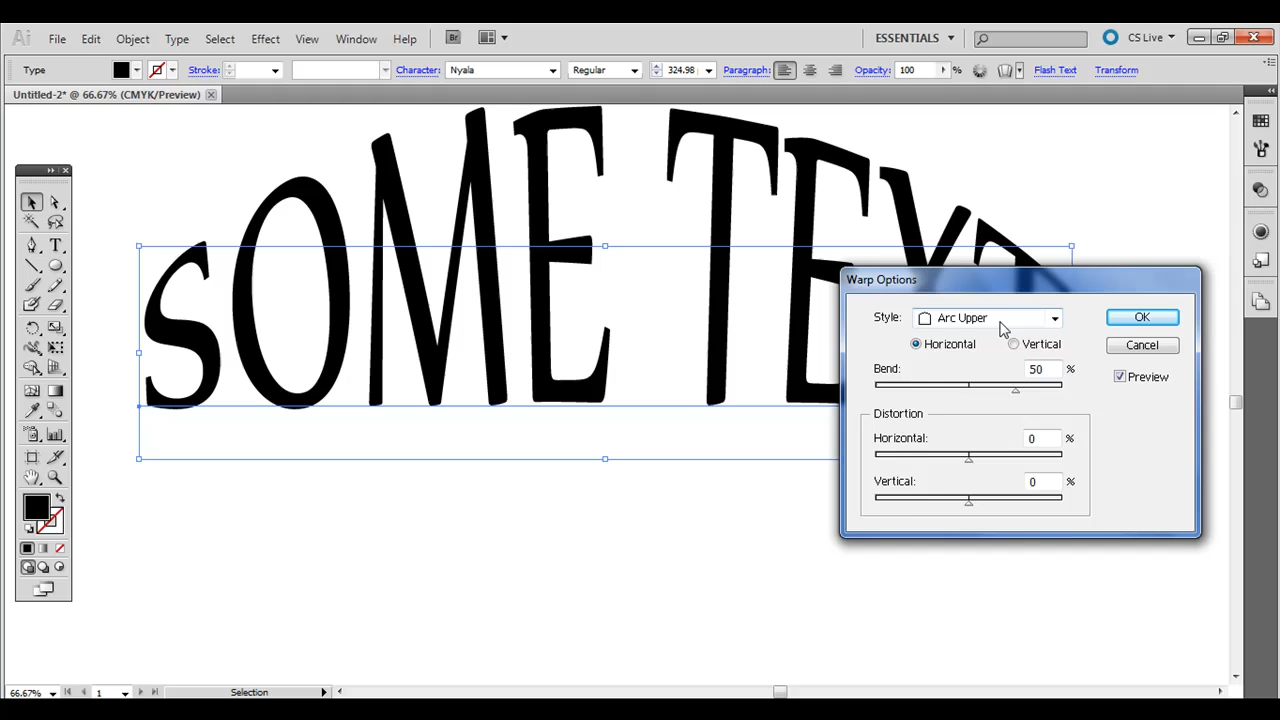 Ai File Edit Object Type Select Effect View Window Help Br ESSENTIALS CS Live
Type Stroke: Character: Nyala Regular 324.98 Paragraph: Opacity: 100 % Flash Text Transform
Untitled-2* @ 66.67% (CMYK/Preview)
SOME TEXT
Warp Options
Style: Arc Upper OK
Horizontal Vertical Cancel
Bend: 50 % Preview
Distortion
Horizontal: 0 %
Vertical: 0 %
66.67% 1 Selection